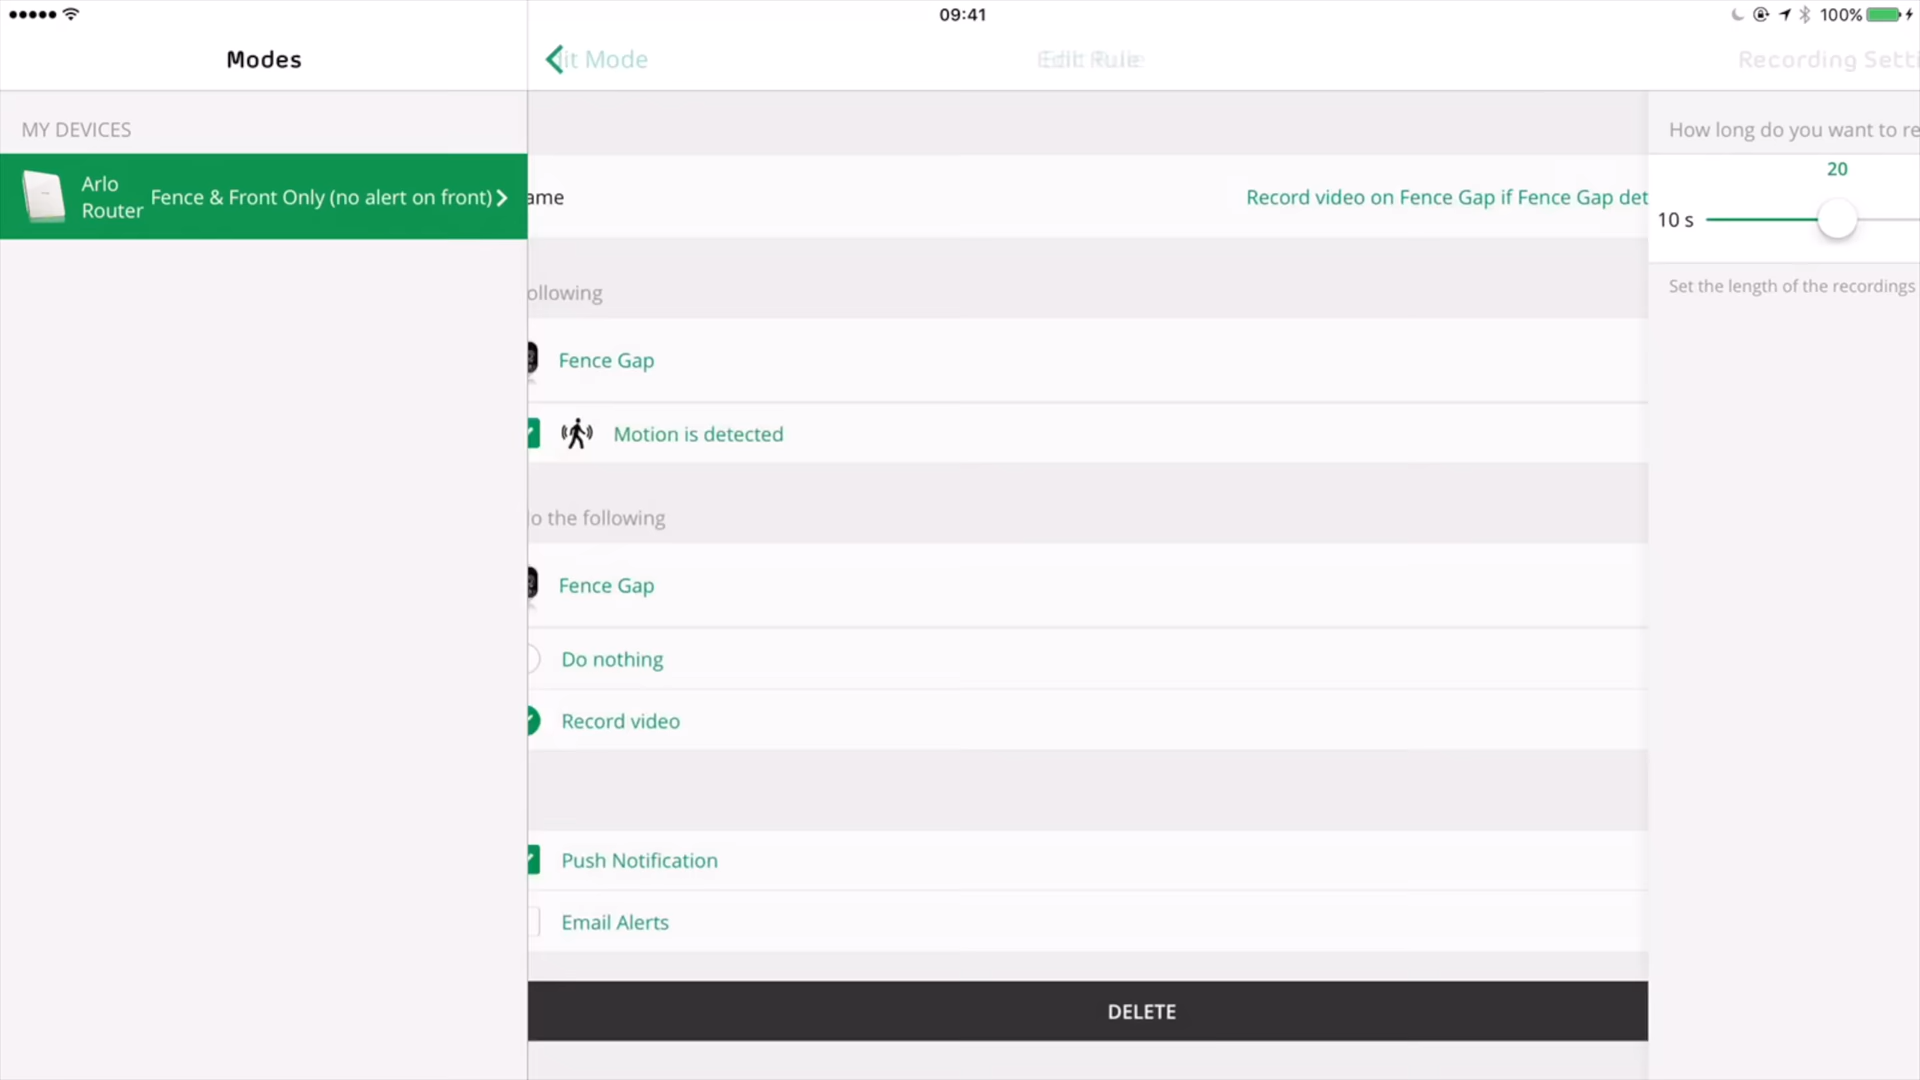 09:41
100%
Modes
it Mode
Edit Rule
Recording Setti
MY DEVICES
Arlo Router
Fence & Front Only (no alert on front)
ame
Record video on Fence Gap if Fence Gap det
ollowing
Fence Gap
Motion is detected
o the following
Fence Gap
Do nothing
Record video
Push Notification
Email Alerts
DELETE
How long do you want to re
20
10 s
Set the length of the recordings